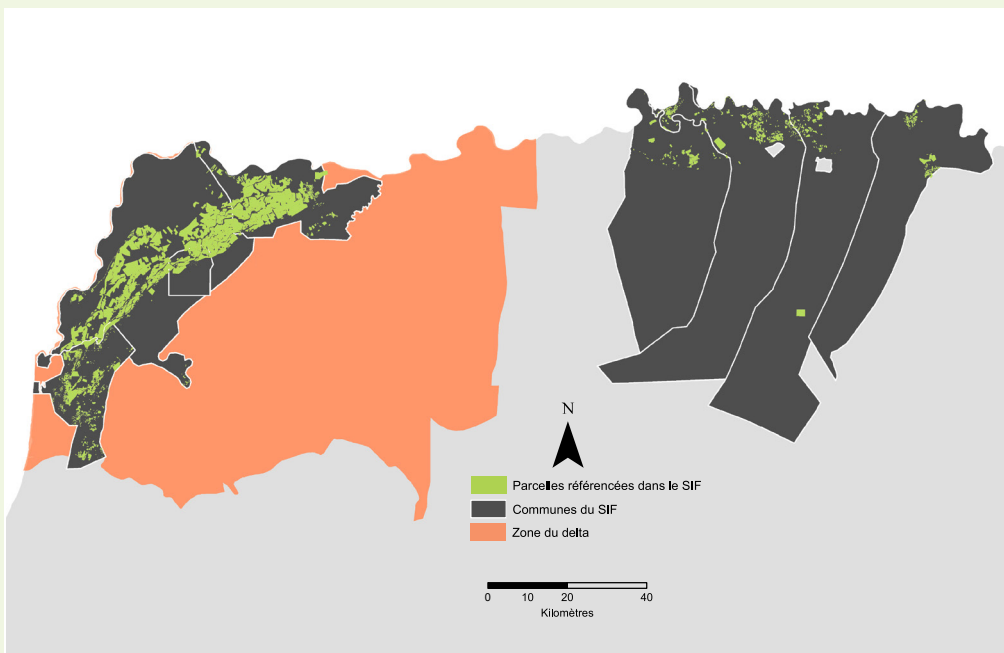 N
Parcelles référencées dans le SIF
Communes du SIF
Zone du delta
0 10 20 40
Kilomètres